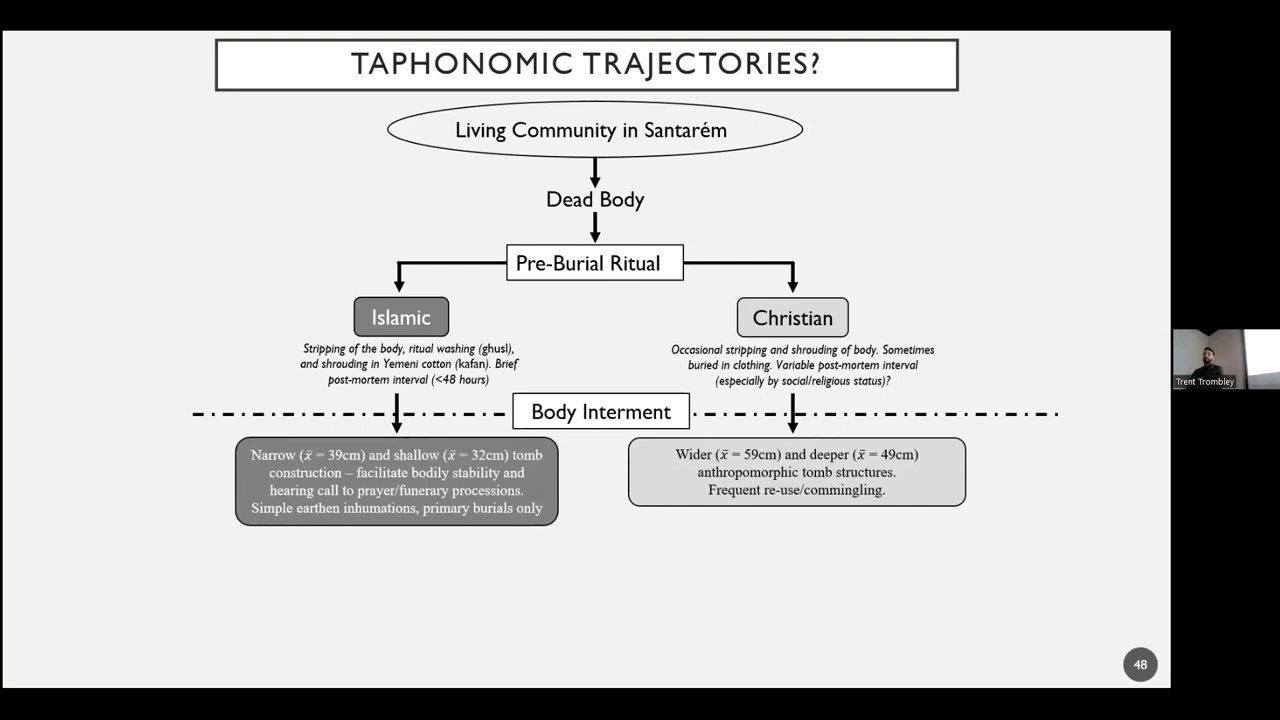 TAPHONOMIC TRAJECTORIES?
Living Community in Santarém
Dead Body
Pre-Burial Ritual
Islamic
Stripping of the body, ritual washing (ghusl),
and shrouding in Yemeni cotton (kafan). Brief
post-mortem interval (<48 hours)
Christian
Occasional stripping and shrouding of body. Sometimes
buried in clothing. Variable post-mortem interval
(especially by social/religious status)?
Body Interment
Narrow (x̄ = 39cm) and shallow (x̄ = 32cm) tomb
construction – facilitate bodily stability and
hearing call to prayer/funerary processions.
Simple earthen inhumations, primary burials only
Wider (x̄ = 59cm) and deeper (x̄ = 49cm)
anthropomorphic tomb structures.
Frequent re-use/commingling.
48
Trent Trombley